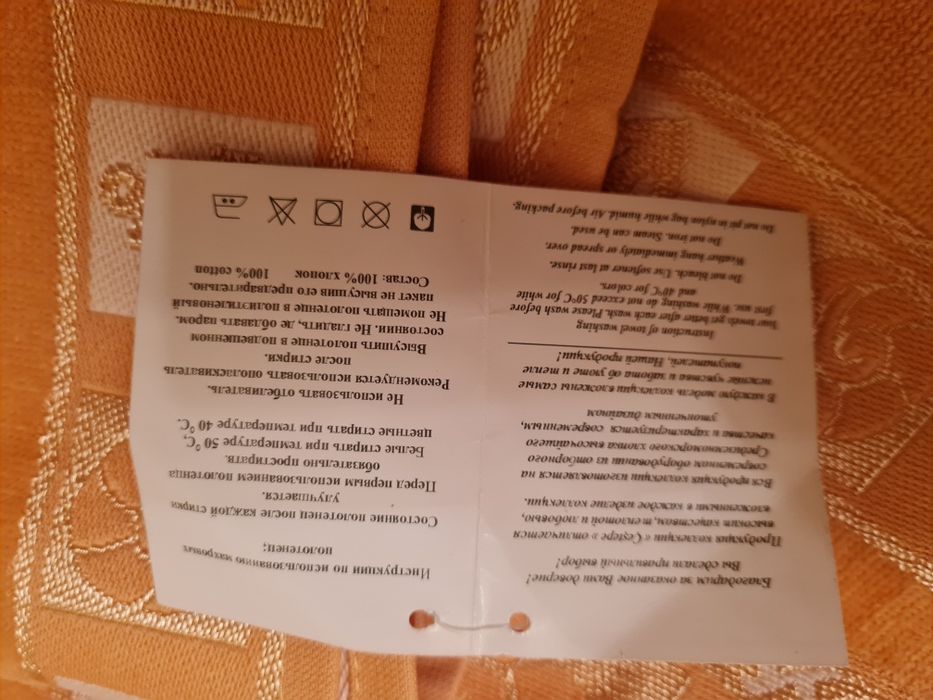 Благодарим за оказанное Вами доверие!
Вы сделали правильный выбор!
Продукция коллекции « Cestepe » отличается
высоким качеством, теплотой и любовью,
вложенными в каждое изделие коллекции.
Вся продукция коллекции изготовляется на
современном оборудовании из отборного
Средиземноморского хлопка высочайшего
качества и характеризуется современным,
утонченным дизайном
В каждую модель коллекции вложены самые
нежные чувства и забота об уюте и тепле
покупателей, Нашей продукции!
Instruction of towel washing
Your towels get better after each wash. Please wash before
first use. While washing do not exceed 50°C for white
and 40°C for colors.
Do not bleach. Use softener at last rinse.
Weather hang immediately or spread over.
Do not iron. Steam can be used.
Do not pit in nylon bag while humid. Air before packing.
Инструкции по использованию махровых
полотенец:
Состояние полотенец после каждой стирки
улучшается.
Перед первым использованием полотенца
обязательно простирать.
Белые стирать при температуре 50 °C,
цветные стирать при температуре 40 °C.
Не использовать отбеливатель.
Рекомендуется использовать ополаскиватель
после стирки.
Высушить полотенце в подвешенном
состоянии. Не гладить, де обдавать паром.
Не помещать полотенце в полиэтиленовый
пакет не высушив его предварительно.
Состав: 100% хлопок 100% cotton